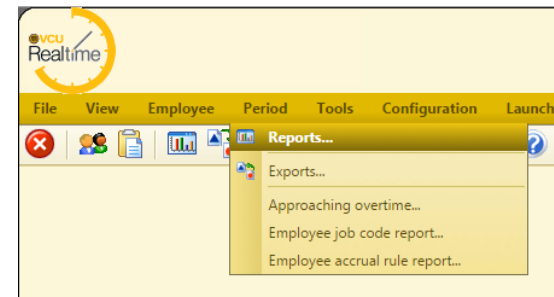 VCU
Realtime
File View Employee Period Tools Configuration Launch
Reports...
Exports...
Approaching overtime...
Employee job code report...
Employee accrual rule report...